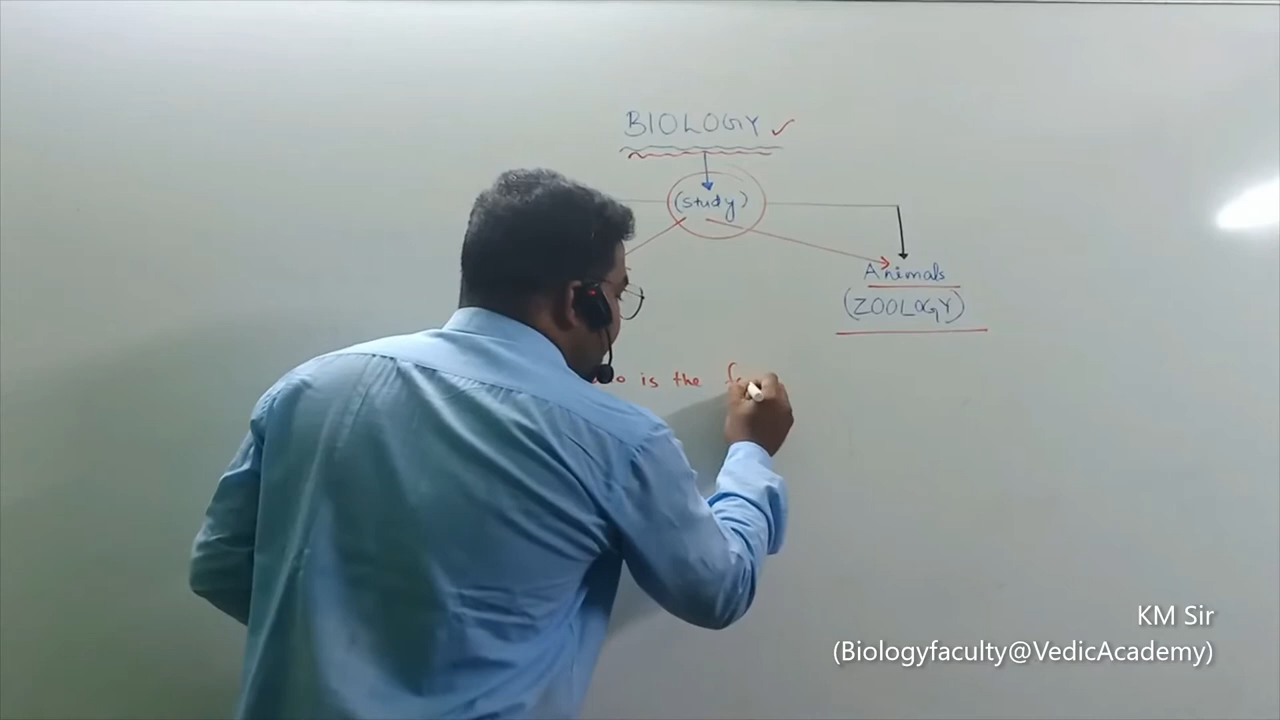 BIOLOGY ✓
(study)
Animals
(ZOOLOGY)
is the
KM Sir
(Biologyfaculty@VedicAcademy)